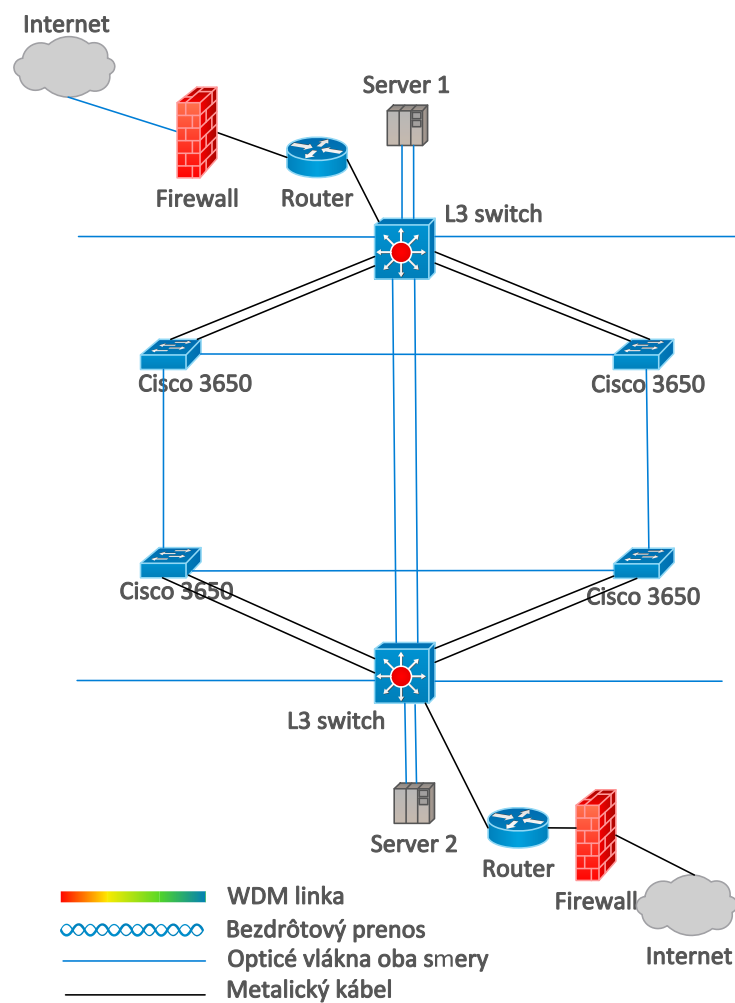 Internet
Server 1
Firewall
Router
L3 switch
Cisco 3650
Cisco 3650
Cisco 3650
Cisco 3650
L3 switch
Server 2
Router
Firewall
Internet
WDM linka
Bezdrôtový prenos
Opticé vlákna oba smery
Metalický kábel